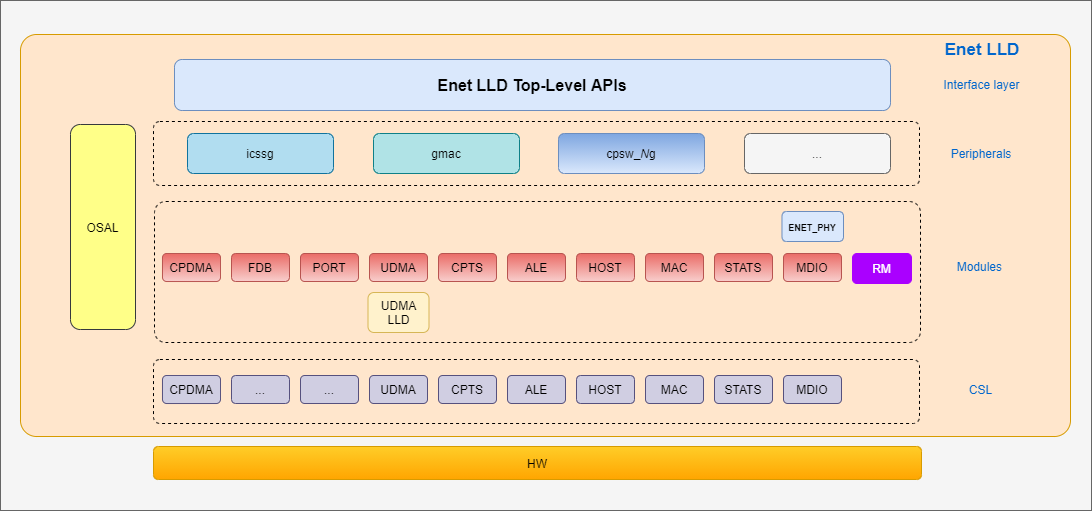 Enet LLD
Enet LLD Top-Level APIs
Interface layer
icssg
gmac
cpsw_Ng
...
Peripherals
OSAL
ENET_PHY
CPDMA
FDB
PORT
UDMA
CPTS
ALE
HOST
MAC
STATS
MDIO
RM
Modules
UDMA
LLD
CPDMA
...
...
UDMA
CPTS
ALE
HOST
MAC
STATS
MDIO
CSL
HW